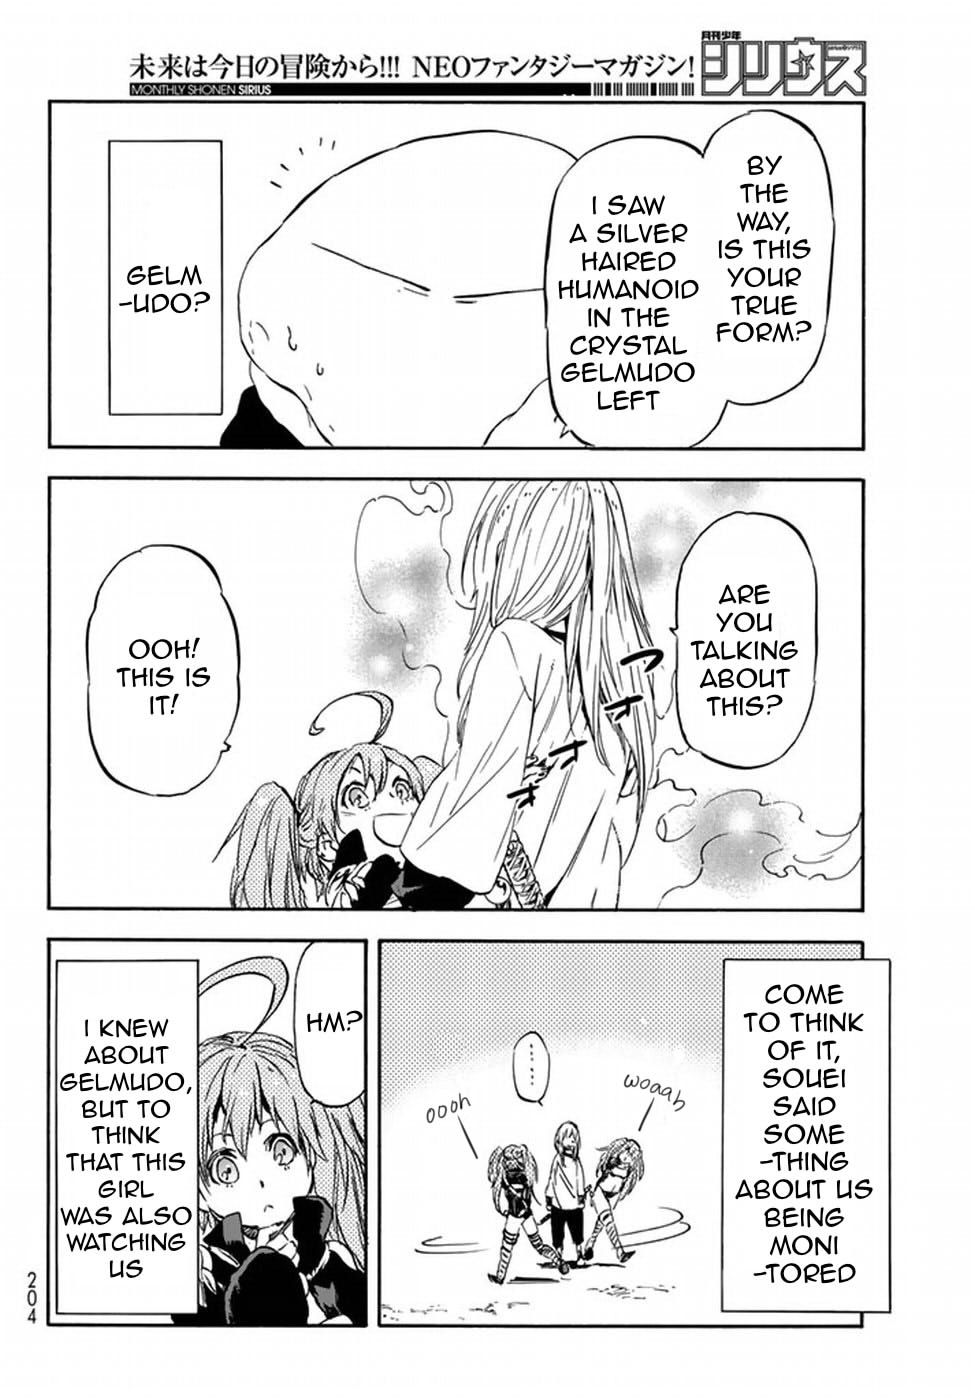 未来は今日の冒険から!!! NEOファンタジーマガジン!
月刊少年
シリウス
MONTHLY SHONEN SIRIUS
BY
THE
WAY,
IS THIS
YOUR
TRUE
FORM?
I SAW
A SILVER
HAIRED
HUMANOID
IN THE
CRYSTAL
GELMUDO
LEFT
GELM
-UDO?
ARE
YOU
TALKING
ABOUT
THIS?
OOH!
THIS IS
IT!
COME
TO THINK
OF IT,
SOUEI
SAID
SOME
-THING
ABOUT US
BEING
MONI
-TORED
woaah
oooh
HM?
I KNEW
ABOUT
GELMUDO,
BUT TO
THINK
THAT THIS
GIRL
WAS ALSO
WATCHING
US
204